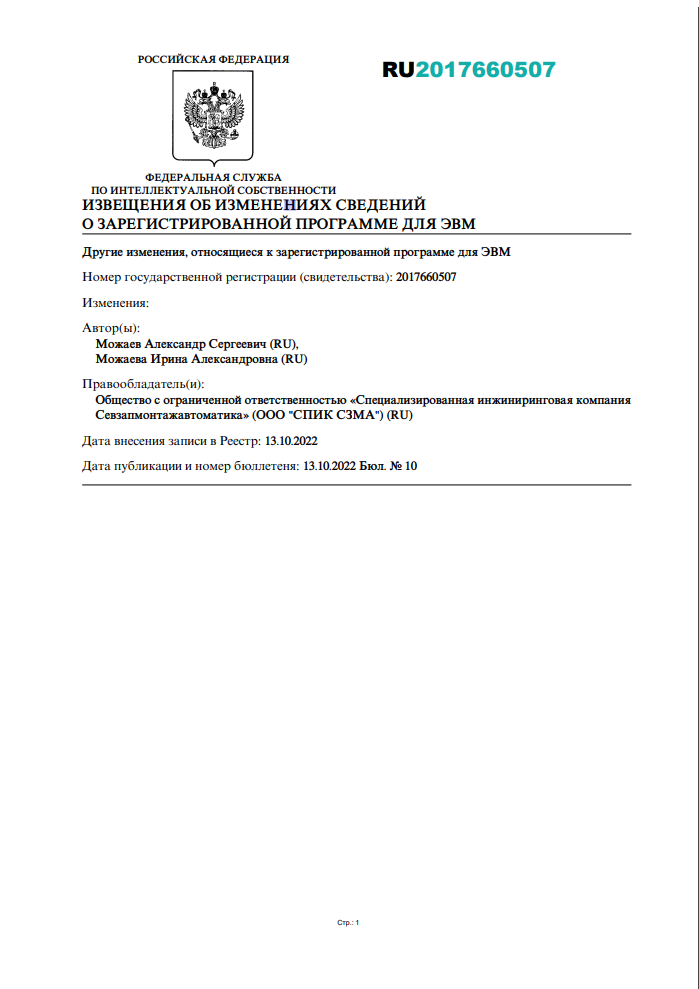 РОССИЙСКАЯ ФЕДЕРАЦИЯ
RU2017660507
ФЕДЕРАЛЬНАЯ СЛУЖБА
ПО ИНТЕЛЛЕКТУАЛЬНОЙ СОБСТВЕННОСТИ
ИЗВЕЩЕНИЯ ОБ ИЗМЕНЕНИЯХ СВЕДЕНИЙ
О ЗАРЕГИСТРИРОВАННОЙ ПРОГРАММЕ ДЛЯ ЭВМ
Другие изменения, относящиеся к зарегистрированной программе для ЭВМ
Номер государственной регистрации (свидетельства): 2017660507
Изменения:
Автор(ы):
Можаев Александр Сергеевич (RU),
Можаева Ирина Александровна (RU)
Правообладатель(и):
Общество с ограниченной ответственностью «Специализированная инжиниринговая компания
Севзапмонтажавтоматика» (ООО "СПИК СЗМА") (RU)
Дата внесения записи в Реестр: 13.10.2022
Дата публикации и номер бюллетеня: 13.10.2022 Бюл. № 10
Стр.: 1